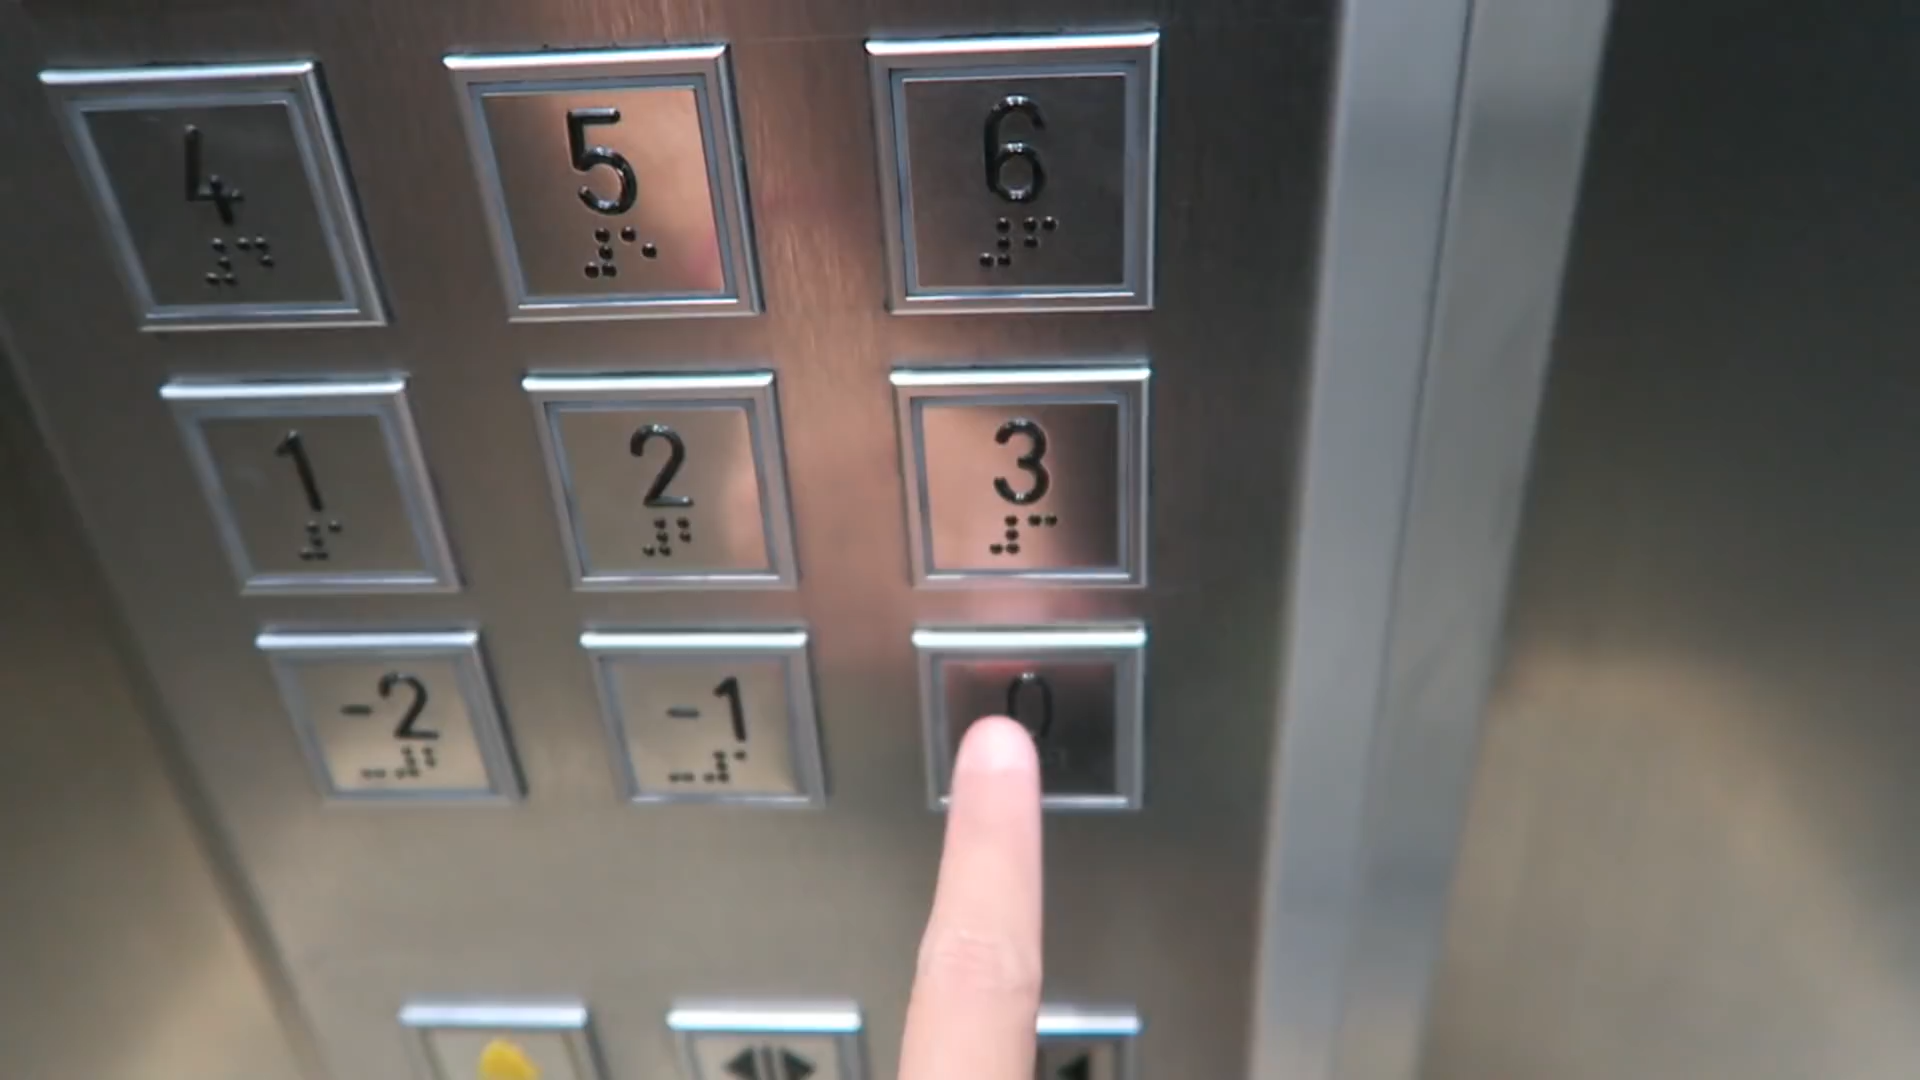 4 5 6
⠼⠙ ⠼⠑ ⠼⠋
1 2 3
⠼⠁ ⠼⠃ ⠼⠉
-2 -1 0
⠤⠼⠃ ⠤⠼⠁